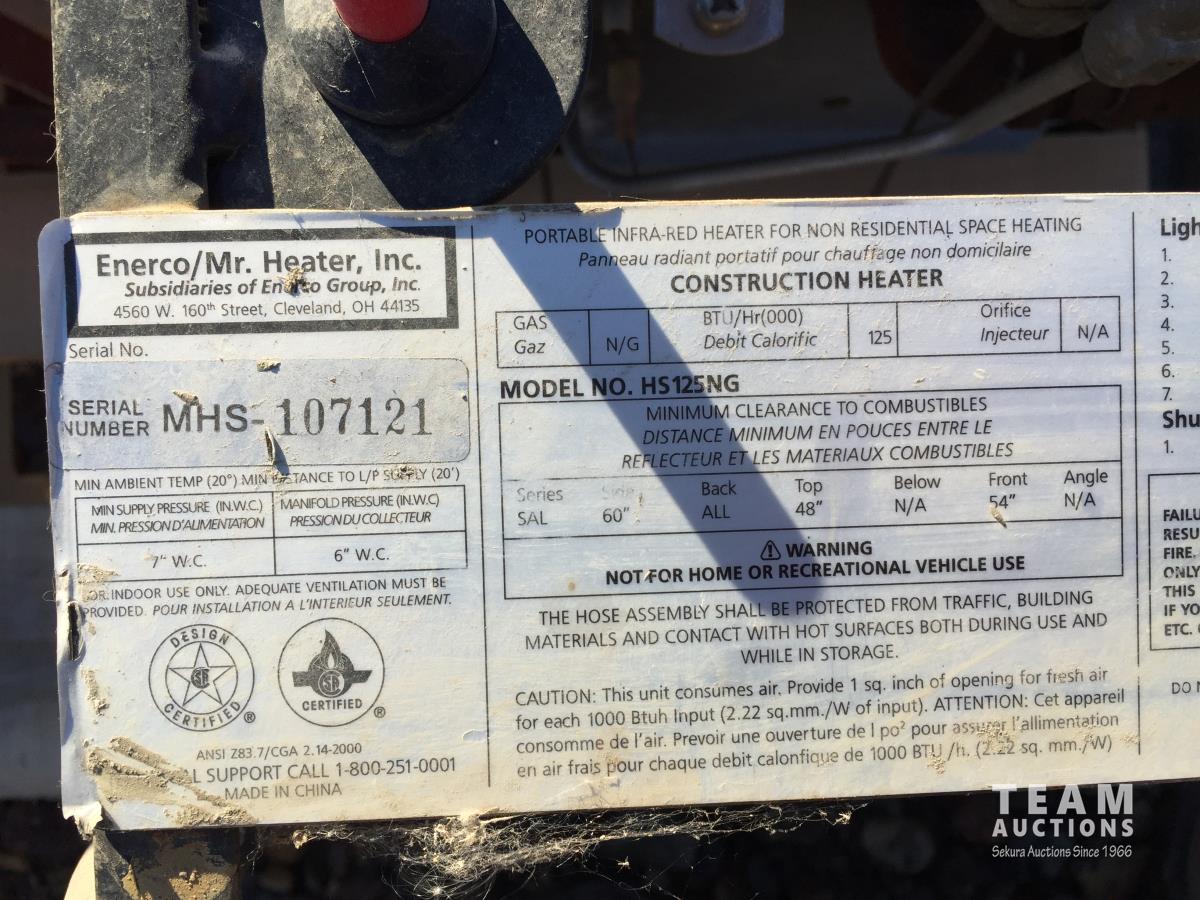 Enerco/Mr. Heater, Inc.
Subsidiaries of Enerco Group, Inc.
4560 W. 160th Street, Cleveland, OH 44135
Serial No.
SERIAL NUMBER MHS- 107121
MIN AMBIENT TEMP (20°) MIN DISTANCE TO L/P SUPPLY (20')
MIN SUPPLY PRESSURE (IN.W.C.) MANIFOLD PRESSURE (IN.W.C)
MIN. PRESSION D'ALIMENTATION PRESSION DU COLLECTEUR
7" W.C. 6" W.C.
FOR INDOOR USE ONLY. ADEQUATE VENTILATION MUST BE
PROVIDED. POUR INSTALLATION A L'INTERIEUR SEULEMENT.
DESIGN CERTIFIED ®
CERTIFIED ®
ANSI Z83.7/CGA 2.14-2000
SUPPORT CALL 1-800-251-0001
MADE IN CHINA
PORTABLE INFRA-RED HEATER FOR NON RESIDENTIAL SPACE HEATING
Panneau radiant portatif pour chauffage non domicilaire
CONSTRUCTION HEATER
GAS BTU/Hr(000) Orifice
Gaz N/G Debit Calorific 125 Injecteur N/A
MODEL NO. HS125NG
MINIMUM CLEARANCE TO COMBUSTIBLES
DISTANCE MINIMUM EN POUCES ENTRE LE
REFLECTEUR ET LES MATERIAUX COMBUSTIBLES
Series Side Back Top Below Front Angle
SAL 60" ALL 48" N/A 54" N/A
⚠ WARNING
NOT FOR HOME OR RECREATIONAL VEHICLE USE
THE HOSE ASSEMBLY SHALL BE PROTECTED FROM TRAFFIC, BUILDING
MATERIALS AND CONTACT WITH HOT SURFACES BOTH DURING USE AND
WHILE IN STORAGE.
CAUTION: This unit consumes air. Provide 1 sq. inch of opening for fresh air
for each 1000 Btuh Input (2.22 sq.mm./W of input). ATTENTION: Cet appareil
consomme de l'air. Prevoir une ouverture de l po² pour assurer l'allimentation
en air frais pour chaque debit calonfique de 1000 BTU /h. (2.22 sq. mm./W)
Ligh
1.
2.
3.
4.
5.
6.
7.
Shu
1.
FAILU
RESU
FIRE.
ONLY
THIS
IF YO
ETC.
DO N
TEAM
AUCTIONS
Sekura Auctions Since 1966